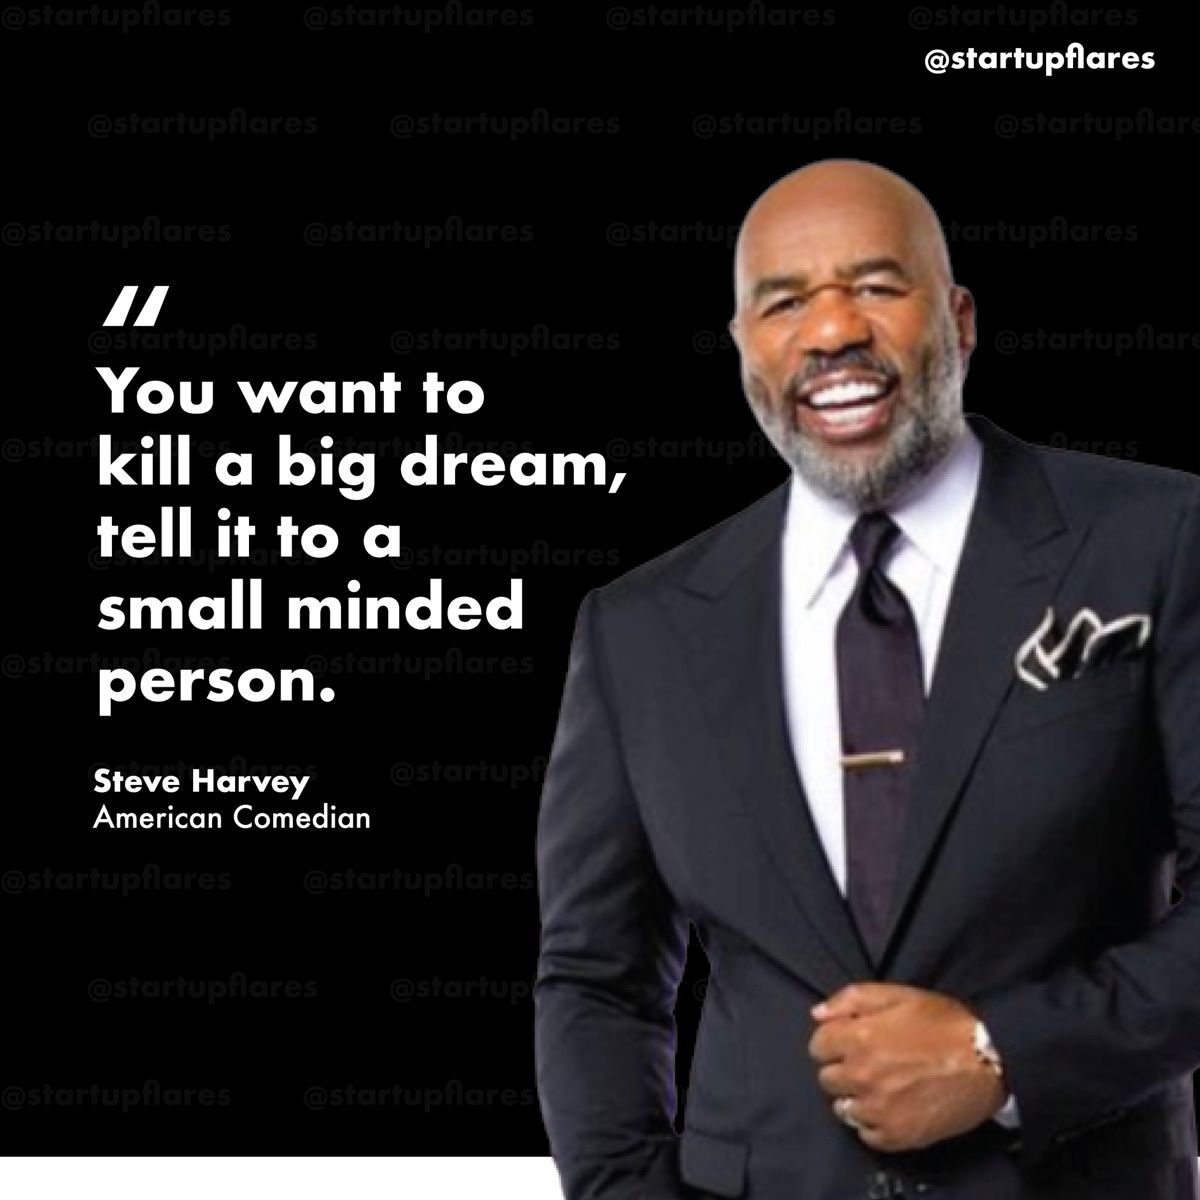 @startupflares
“
You want to
kill a big dream,
tell it to a
small minded
person.
Steve Harvey
American Comedian